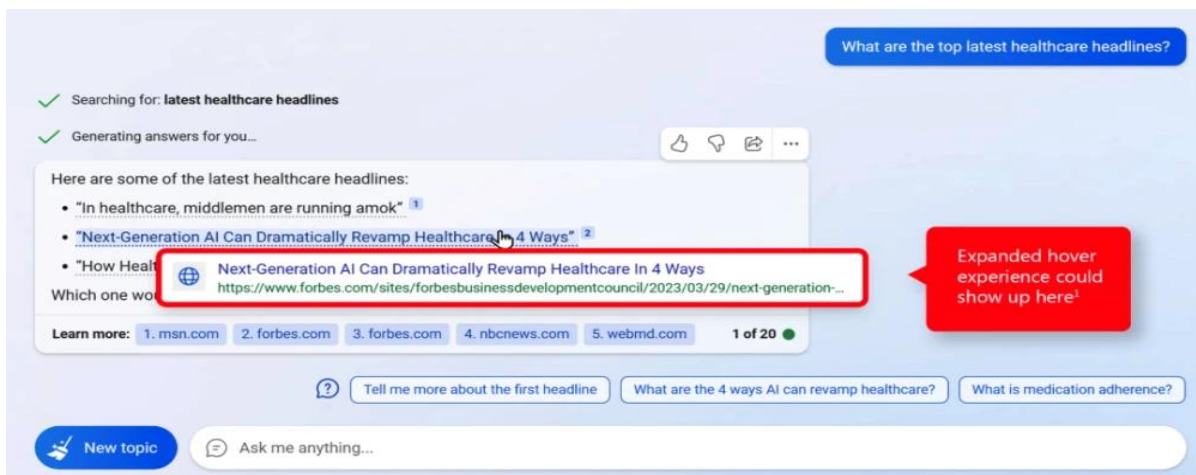 What are the top latest healthcare headlines?
Searching for: latest healthcare headlines
Generating answers for you...
Here are some of the latest healthcare headlines:
• "In healthcare, middlemen are running amok" 1
• "Next-Generation AI Can Dramatically Revamp Healthcare In 4 Ways" 2
• "How Heal
Next-Generation AI Can Dramatically Revamp Healthcare In 4 Ways
https://www.forbes.com/sites/forbesbusinessdevelopmentcouncil/2023/03/29/next-generation-...
Expanded hover
experience could
show up here¹
Which one wo
Learn more: 1. msn.com 2. forbes.com 3. forbes.com 4. nbcnews.com 5. webmd.com 1 of 20
Tell me more about the first headline What are the 4 ways AI can revamp healthcare? What is medication adherence?
New topic Ask me anything...